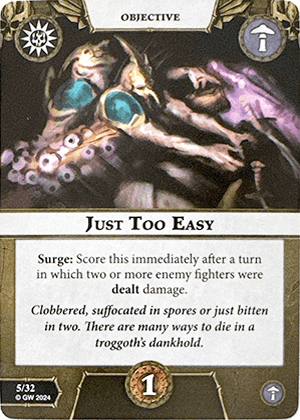 OBJECTIVE
JUST TOO EASY
Surge: Score this immediately after a turn
in which two or more enemy fighters were
dealt damage.
Clobbered, suffocated in spores or just bitten
in two. There are many ways to die in a
troggoth's dankhold.
5/32
© GW 2024
1